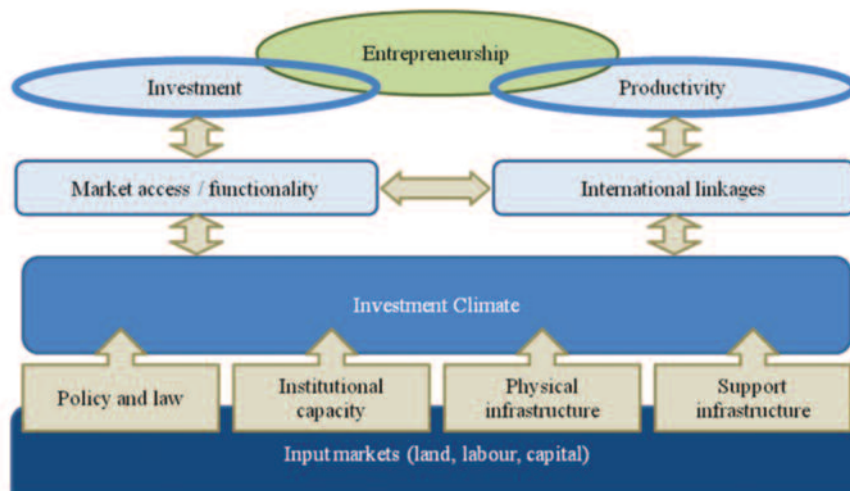 Entrepreneurship
Investment
Productivity
Market access / functionality
International linkages
Investment Climate
Policy and law
Institutional
capacity
Physical
infrastructure
Support
infrastructure
Input markets (land, labour, capital)